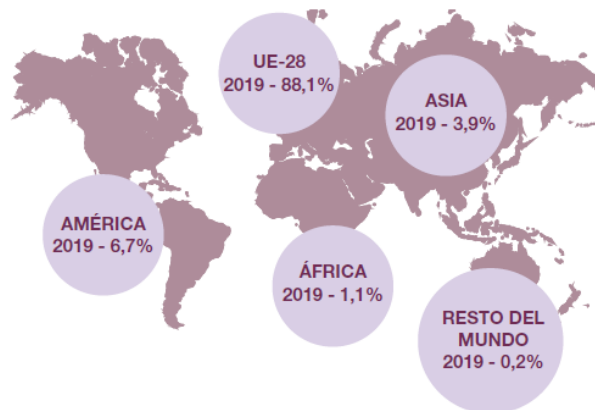 UE-28
2019 - 88,1%
ASIA
2019 - 3,9%
AMÉRICA
2019 - 6,7%
ÁFRICA
2019 - 1,1%
RESTO DEL
MUNDO
2019 - 0,2%